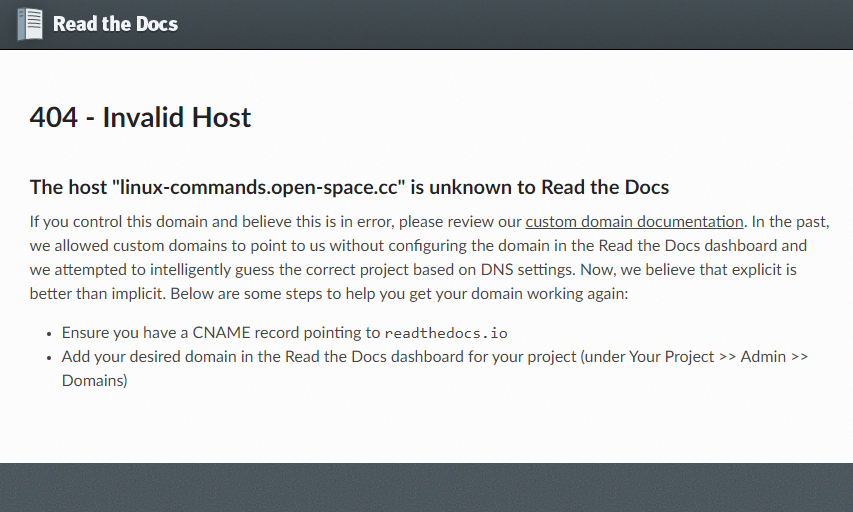 Read the Docs
404 - Invalid Host
The host "linux-commands.open-space.cc" is unknown to Read the Docs
If you control this domain and believe this is in error, please review our custom domain documentation. In the past,
we allowed custom domains to point to us without configuring the domain in the Read the Docs dashboard and
we attempted to intelligently guess the correct project based on DNS settings. Now, we believe that explicit is
better than implicit. Below are some steps to help you get your domain working again:
• Ensure you have a CNAME record pointing to readthedocs.io
• Add your desired domain in the Read the Docs dashboard for your project (under Your Project >> Admin >>
Domains)